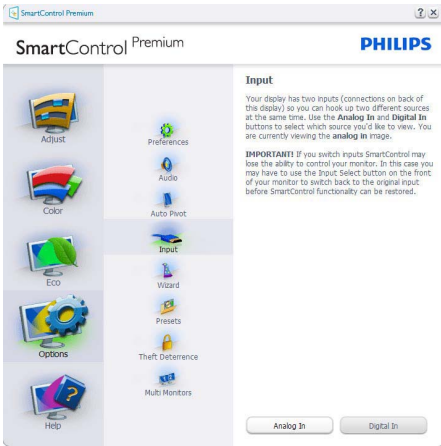 SmartControl Premium
SmartControl Premium
PHILIPS
Adjust
Color
Eco
Options
Help
Preferences
Audio
Auto Pivot
Input
Wizard
Presets
Theft Deterrence
Multi Monitors
Input
Your display has two inputs (connections on back of
this display) so you can hook up two different sources
at the same time. Use the Analog In and Digital In
buttons to select which source you'd like to view. You
are currently viewing the analog in image.
IMPORTANT! If you switch inputs SmartControl may
lose the ability to control your monitor. In this case you
may have to use the Input Select button on the front
of your monitor to switch back to the original input
before SmartControl functionality can be restored.
Analog In
Digital In